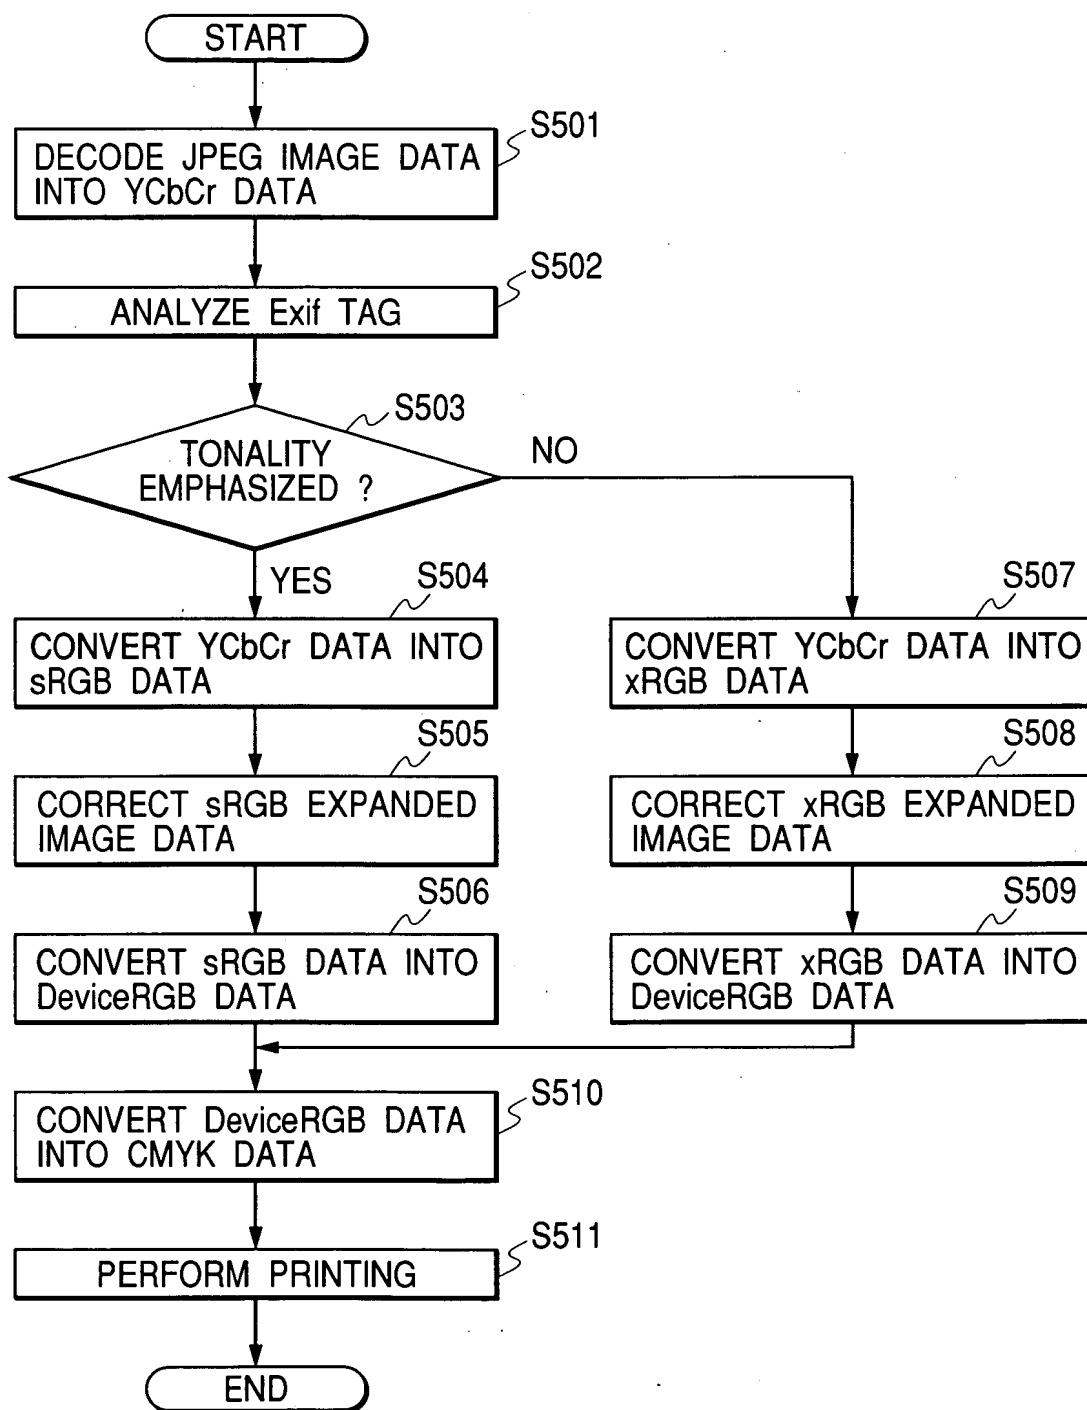 START
S501
DECODE JPEG IMAGE DATA
INTO YCbCr DATA
S502
ANALYZE Exif TAG
S503
TONALITY
EMPHASIZED ?
NO
YES
S504
CONVERT YCbCr DATA INTO
sRGB DATA
S507
CONVERT YCbCr DATA INTO
xRGB DATA
S505
CORRECT sRGB EXPANDED
IMAGE DATA
S508
CORRECT xRGB EXPANDED
IMAGE DATA
S506
CONVERT sRGB DATA INTO
DeviceRGB DATA
S509
CONVERT xRGB DATA INTO
DeviceRGB DATA
S510
CONVERT DeviceRGB DATA
INTO CMYK DATA
S511
PERFORM PRINTING
END